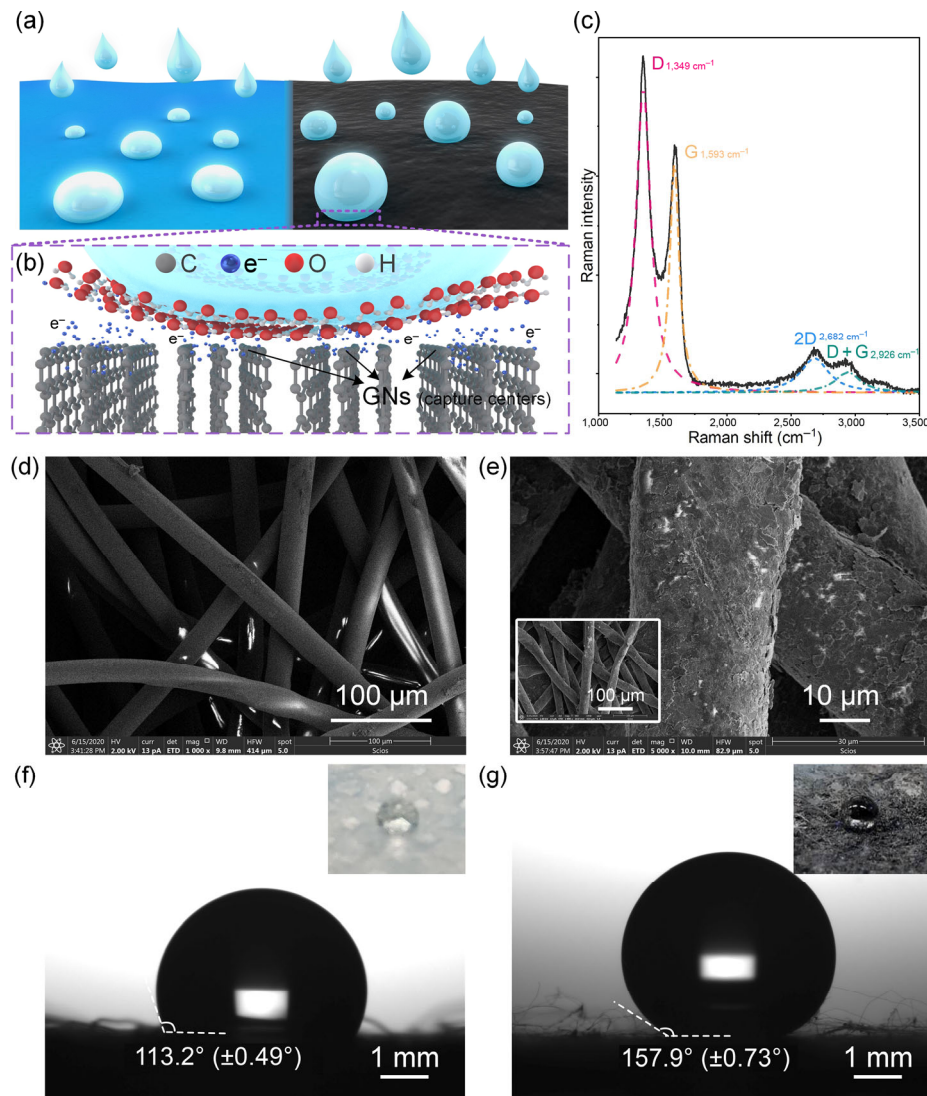 (a)
(b)
C e⁻ O H
e⁻ e⁻ e⁻ e⁻
GNs (capture centers)
(c)
D 1,349 cm⁻¹
G 1,593 cm⁻¹
2D 2,682 cm⁻¹
D + G 2,926 cm⁻¹
Raman intensity
1,000 1,500 2,000 2,500 3,000 3,500
Raman shift (cm⁻¹)
(d)
100 µm
6/15/2020 HV curr det mag □ WD HFW spot 100 µm
3:41:28 PM 2.00 kV 13 pA ETD 1 000 x 9.8 mm 414 µm 5.0 Scios
(e)
100 µm
10 µm
6/15/2020 HV curr det mag □ WD HFW spot 30 µm
3:57:47 PM 2.00 kV 13 pA ETD 5 000 x 10.0 mm 82.9 µm 5.0 Scios
(f)
113.2° (±0.49°)
1 mm
(g)
157.9° (±0.73°)
1 mm